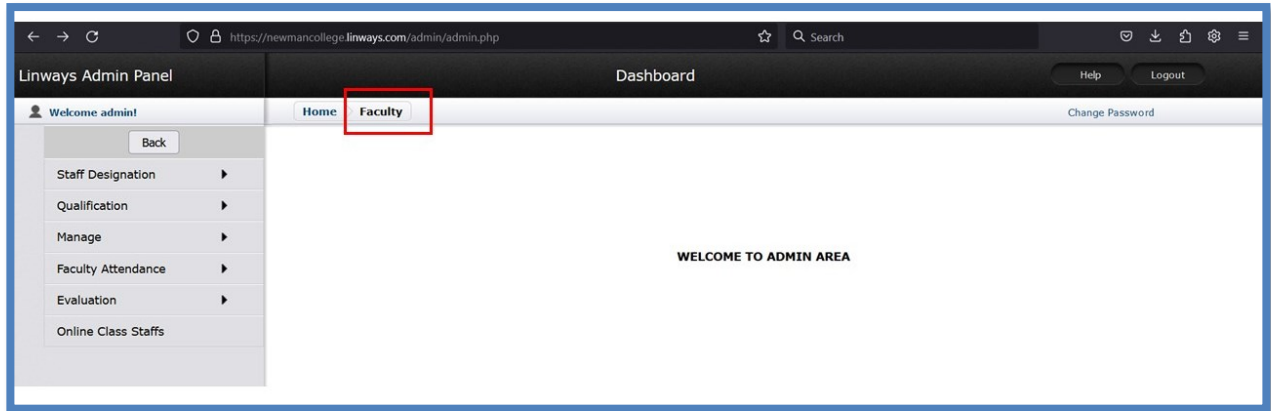 https://newmancollege.linways.com/admin/admin.php Search
Linways Admin Panel Dashboard Help Logout
Welcome admin! Home Faculty Change Password
Back
Staff Designation
Qualification
Manage
Faculty Attendance
Evaluation
Online Class Staffs
WELCOME TO ADMIN AREA